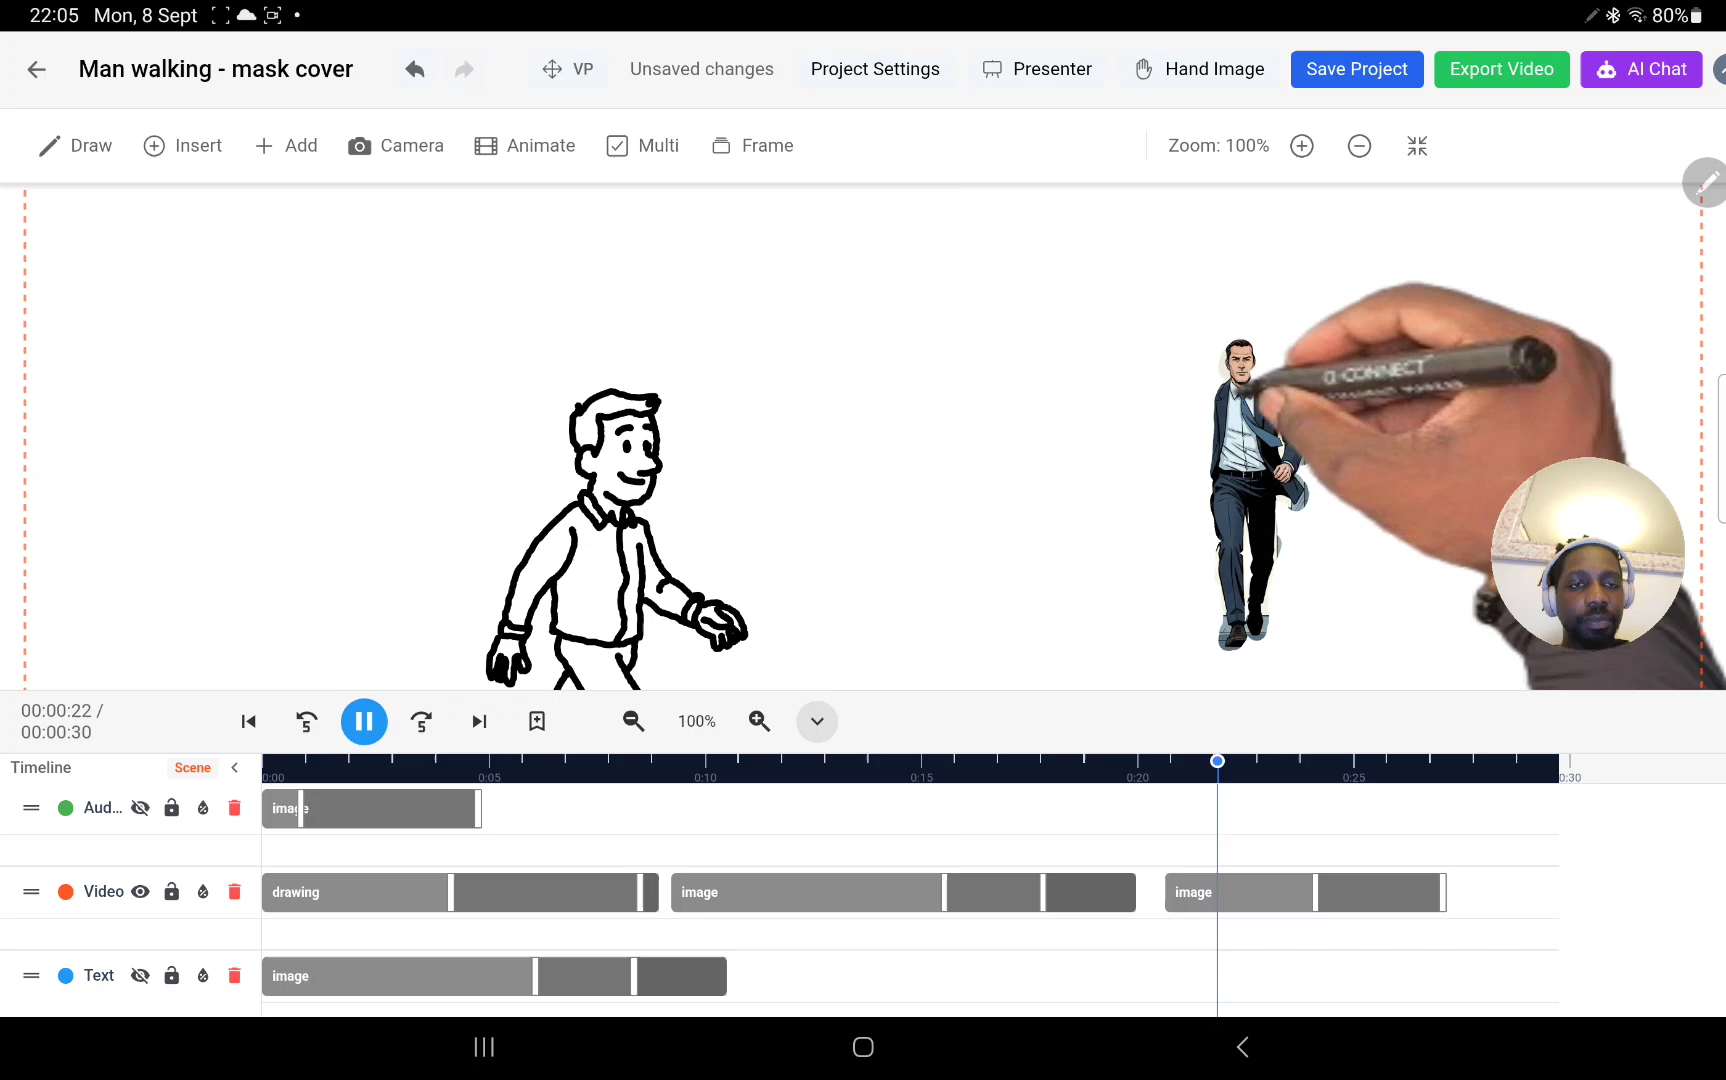 22:05 Mon, 8 Sept
80%
Man walking - mask cover
VP
Unsaved changes
Project Settings
Presenter
Hand Image
Save Project
Export Video
AI Chat
Draw
Insert
Add
Camera
Animate
Multi
Frame
Zoom: 100%
Q-CONNECT
00:00:22 /
00:00:30
5
5
100%
Timeline
Scene
0:00
0:05
0:10
0:15
0:20
0:25
0:30
Aud...
image
Video
drawing
image
image
Text
image